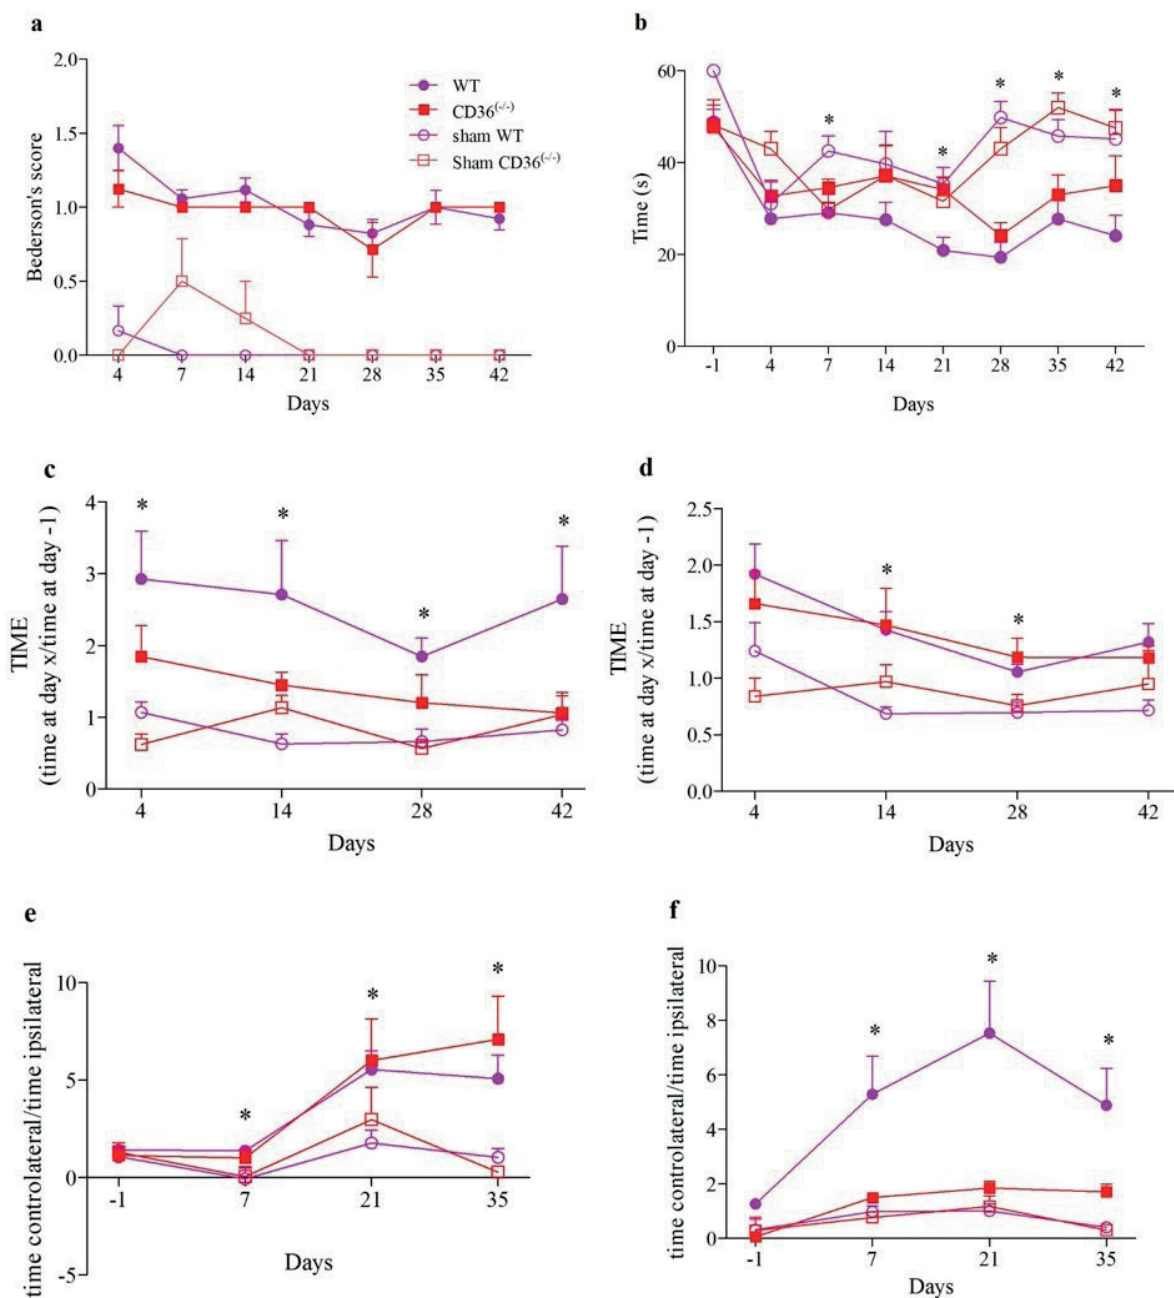 a
2.0
1.5
1.0
0.5
0.0
Bederson's score
4 7 14 21 28 35 42
Days
WT
CD36(-/-)
sham WT
Sham CD36(-/-)
b
60
40
20
0
Time (s)
* * * * *
-1 4 7 14 21 28 35 42
Days
c
4
3
2
1
0
TIME
(time at day x/time at day -1)
* * * *
4 14 28 42
Days
d
2.5
2.0
1.5
1.0
0.5
0.0
TIME
(time at day x/time at day -1)
* *
4 14 28 42
Days
e
10
5
0
-5
time controlateral/time ipsilateral
* * *
-1 7 21 35
Days
f
10
8
6
4
2
0
time controlateral/time ipsilateral
* * *
-1 7 21 35
Days